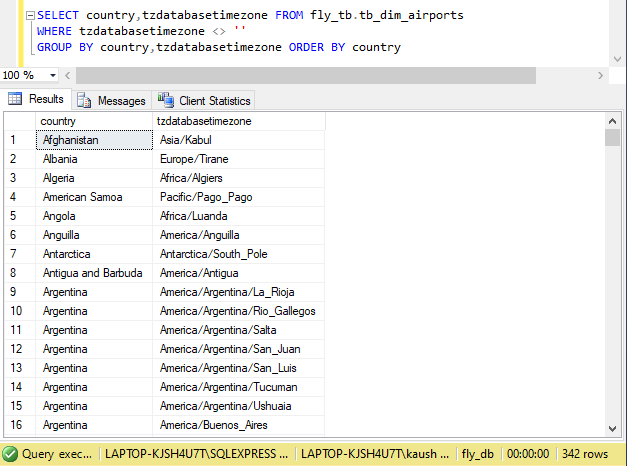 SELECT country,tzdatabasetimezone FROM fly_tb.tb_dim_airports
WHERE tzdatabasetimezone <> ''
GROUP BY country,tzdatabasetimezone ORDER BY country
100 %
Results Messages Client Statistics
country tzdatabasetimezone
1 Afghanistan Asia/Kabul
2 Albania Europe/Tirane
3 Algeria Africa/Algiers
4 American Samoa Pacific/Pago_Pago
5 Angola Africa/Luanda
6 Anguilla America/Anguilla
7 Antarctica Antarctica/South_Pole
8 Antigua and Barbuda America/Antigua
9 Argentina America/Argentina/La_Rioja
10 Argentina America/Argentina/Rio_Gallegos
11 Argentina America/Argentina/Salta
12 Argentina America/Argentina/San_Juan
13 Argentina America/Argentina/San_Luis
14 Argentina America/Argentina/Tucuman
15 Argentina America/Argentina/Ushuaia
16 Argentina America/Buenos_Aires
Query exec... LAPTOP-KJSH4U7T\SQLEXPRESS ... LAPTOP-KJSH4U7T\kaush ... fly_db 00:00:00 342 rows